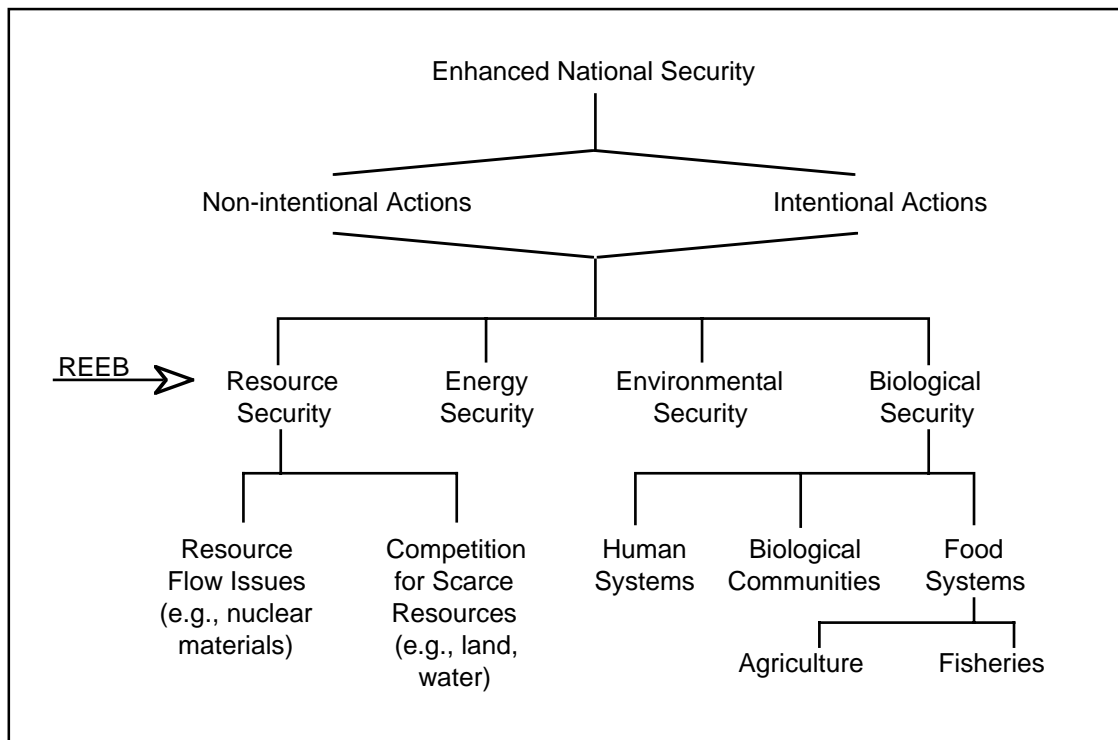 Enhanced National Security
Non-intentional Actions
Intentional Actions
REEB
Resource
Security
Energy
Security
Environmental
Security
Biological
Security
Resource
Flow Issues
(e.g., nuclear
materials)
Competition
for Scarce
Resources
(e.g., land,
water)
Human
Systems
Biological
Communities
Food
Systems
Agriculture
Fisheries